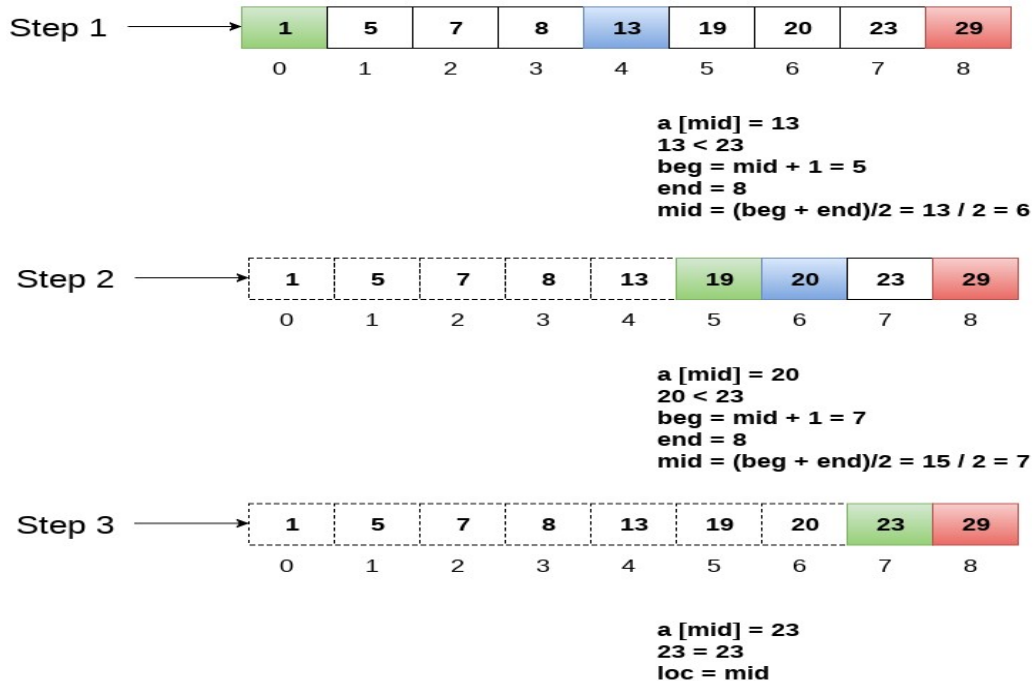 Step 1 1 5 7 8 13 19 20 23 29
0 1 2 3 4 5 6 7 8
a [mid] = 13
13 < 23
beg = mid + 1 = 5
end = 8
mid = (beg + end)/2 = 13 / 2 = 6
Step 2 1 5 7 8 13 19 20 23 29
0 1 2 3 4 5 6 7 8
a [mid] = 20
20 < 23
beg = mid + 1 = 7
end = 8
mid = (beg + end)/2 = 15 / 2 = 7
Step 3 1 5 7 8 13 19 20 23 29
0 1 2 3 4 5 6 7 8
a [mid] = 23
23 = 23
loc = mid